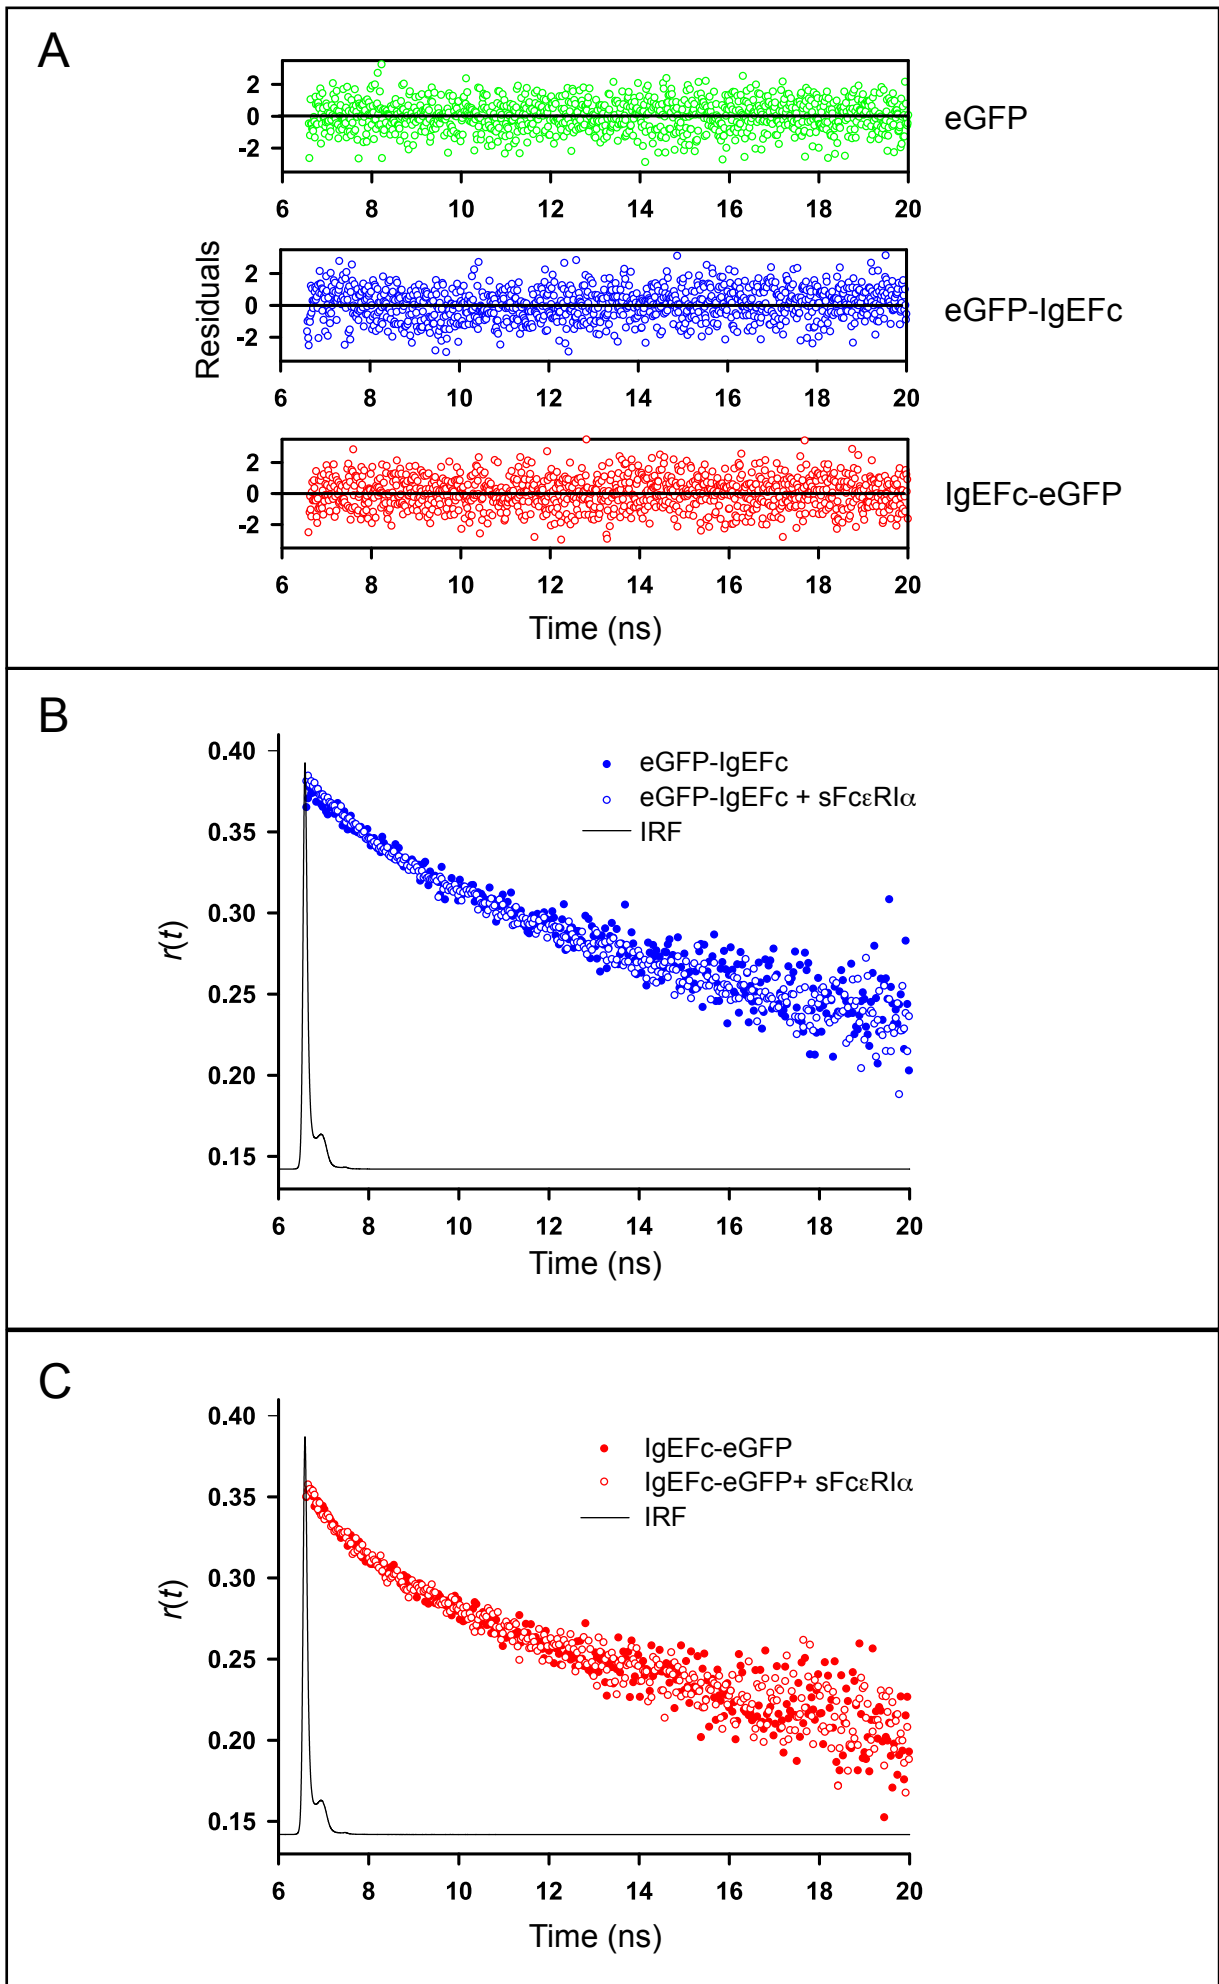 A
2
0
-2
eGFP
6 8 10 12 14 16 18 20
Residuals
2
0
-2
eGFP-IgEFc
6 8 10 12 14 16 18 20
2
0
-2
IgEFc-eGFP
6 8 10 12 14 16 18 20
Time (ns)
B
0.40
0.35
0.30
0.25
0.20
0.15
r(t)
eGFP-IgEFc
eGFP-IgEFc + sFcεRIα
IRF
6 8 10 12 14 16 18 20
Time (ns)
C
0.40
0.35
0.30
0.25
0.20
0.15
r(t)
IgEFc-eGFP
IgEFc-eGFP+ sFcεRIα
IRF
6 8 10 12 14 16 18 20
Time (ns)